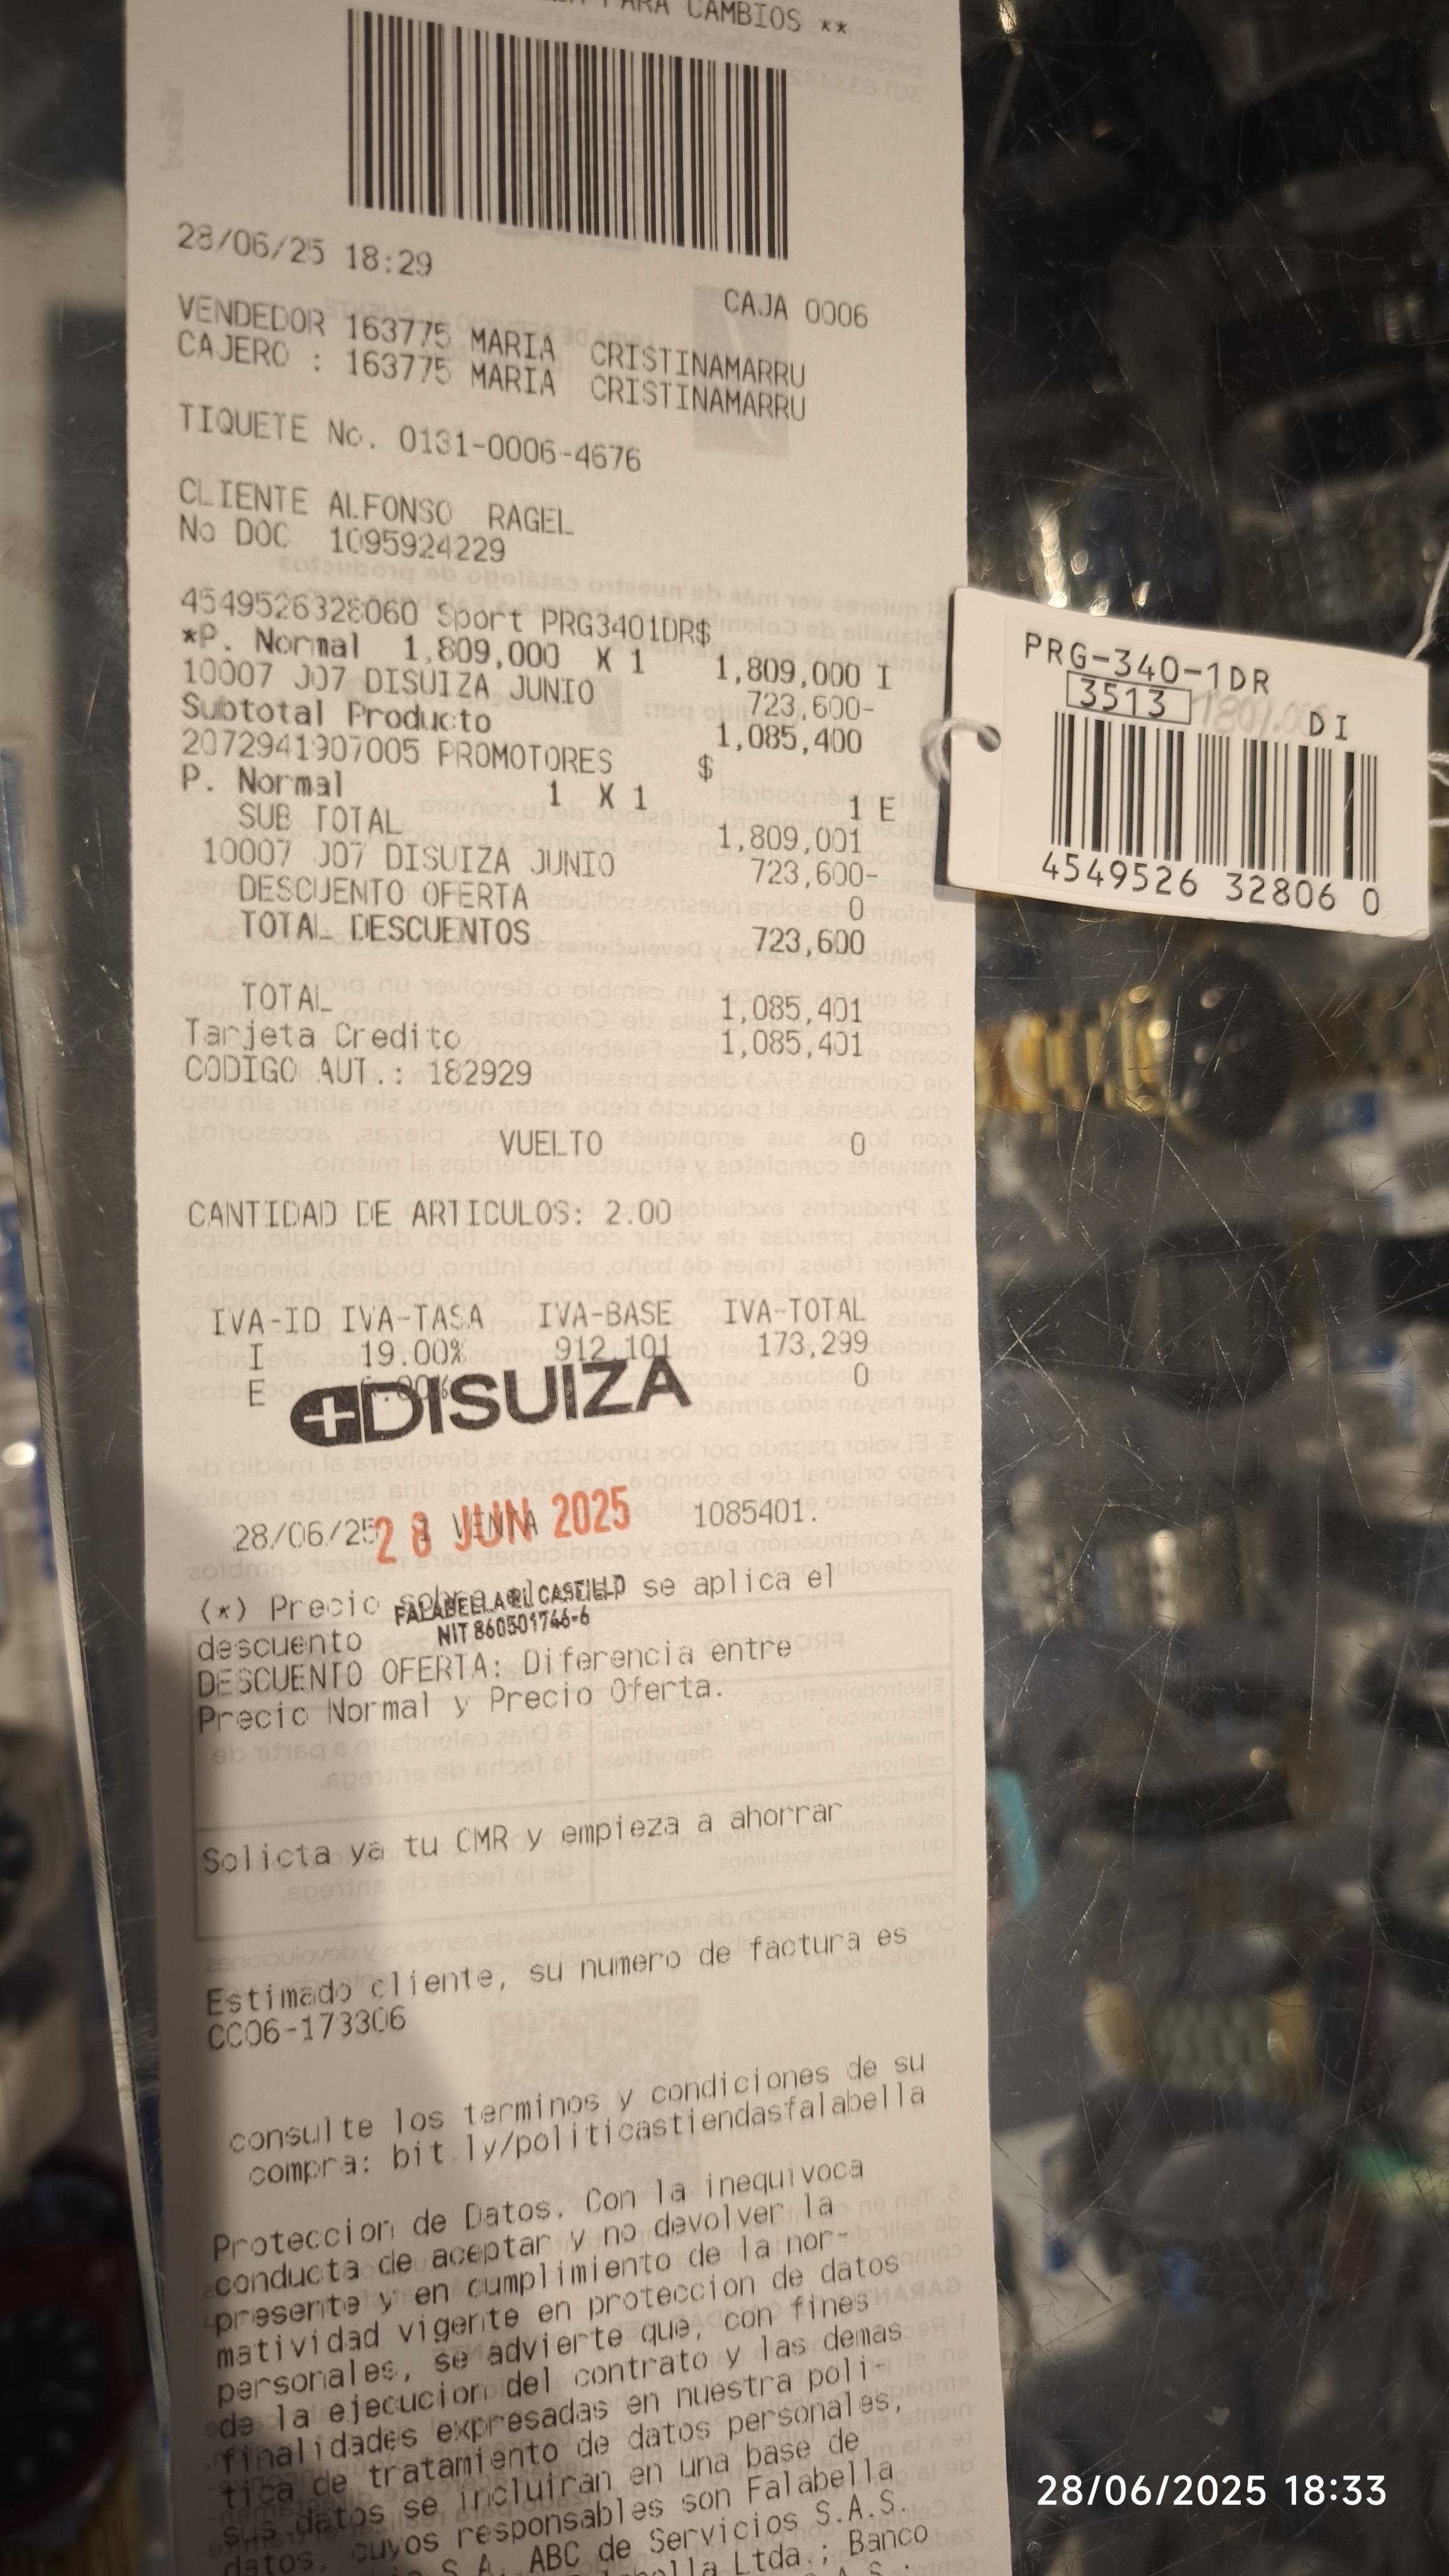 PARA CAMBIOS **
28/06/25 18:29
CAJA 0006
VENDEDOR 163775 MARIA CRISTINAMARRU
CAJERO : 163775 MARIA CRISTINAMARRU
TIQUETE No. 0131-0006-4676
CLIENTE ALFONSO RAGEL
No DOC 1095924229
4549526328060 Sport PRG3401DR$
*P. Normal 1,809,000 X 1 1,809,000 I
10007 J07 DISUIZA JUNIO 723,600-
Subtotal Producto 1,085,400
2072941907005 PROMOTORES $
P. Normal 1 X 1 1 E
SUB TOTAL 1,809,001
10007 J07 DISUIZA JUNIO 723,600-
DESCUENTO OFERTA 0
TOTAL DESCUENTOS 723,600
TOTAL 1,085,401
Tarjeta Credito 1,085,401
CODIGO AUT.: 182929
VUELTO 0
CANTIDAD DE ARTICULOS: 2.00
IVA-ID IVA-TASA IVA-BASE IVA-TOTAL
I 19.00% 912,101 173,299
E 0
DISUIZA
28/06/25 1 VENTA 1085401.
28 JUN 2025
(*) Precio sobre el cual se aplica el
descuento
FALABELLA EL CASTILLO
NIT 860501746-6
DESCUENTO OFERTA: Diferencia entre
Precio Normal y Precio Oferta.
Solicta ya tu CMR y empieza a ahorrar
Estimado cliente, su numero de factura es
CC06-173306
consulte los terminos y condiciones de su
compra: bit.ly/politicastiendasfalabella
Proteccion de Datos. Con la inequivoca
conducta de aceptar y no devolver la
presente y en cumplimiento de la nor-
matividad vigente en proteccion de datos
personales, se advierte que, con fines
de la ejecucion del contrato y las demas
finalidades expresadas en nuestra poli-
tica de tratamiento de datos personales,
sus datos se incluiran en una base de
datos, cuyos responsables son Falabella
S.A. ABC de Servicios S.A.S.
Ltda.; Banco
PRG-340-1DR
3513
1809.000
DI
4549526 32806 0
28/06/2025 18:33